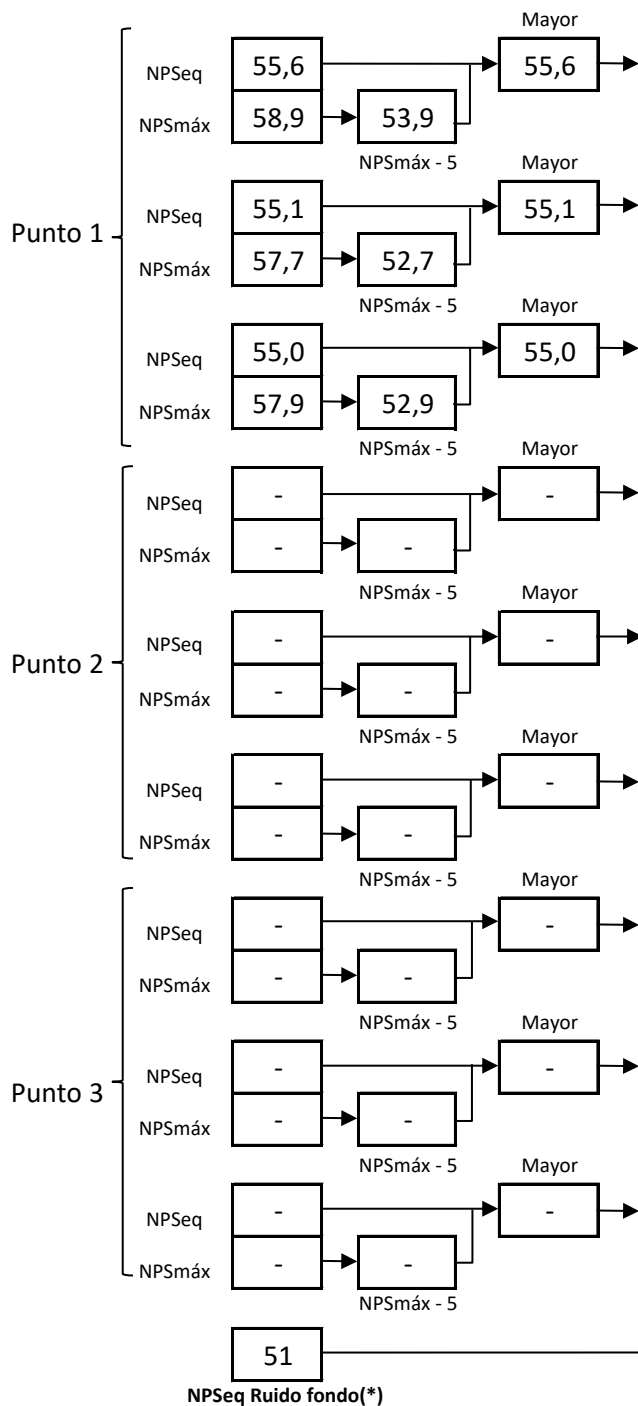 Mayor
NPSeq 55,6 55,6
NPSmáx 58,9 53,9
NPSmáx - 5
Mayor
Punto 1
NPSeq 55,1 55,1
NPSmáx 57,7 52,7
NPSmáx - 5
Mayor
NPSeq 55,0 55,0
NPSmáx 57,9 52,9
NPSmáx - 5
Mayor
NPSeq - -
NPSmáx - -
NPSmáx - 5
Mayor
Punto 2
NPSeq - -
NPSmáx - -
NPSmáx - 5
Mayor
NPSeq - -
NPSmáx - -
NPSmáx - 5
Mayor
NPSeq - -
NPSmáx - -
NPSmáx - 5
Mayor
Punto 3
NPSeq - -
NPSmáx - -
NPSmáx - 5
Mayor
NPSeq - -
NPSmáx - -
NPSmáx - 5
51
NPSeq Ruido fondo(*)